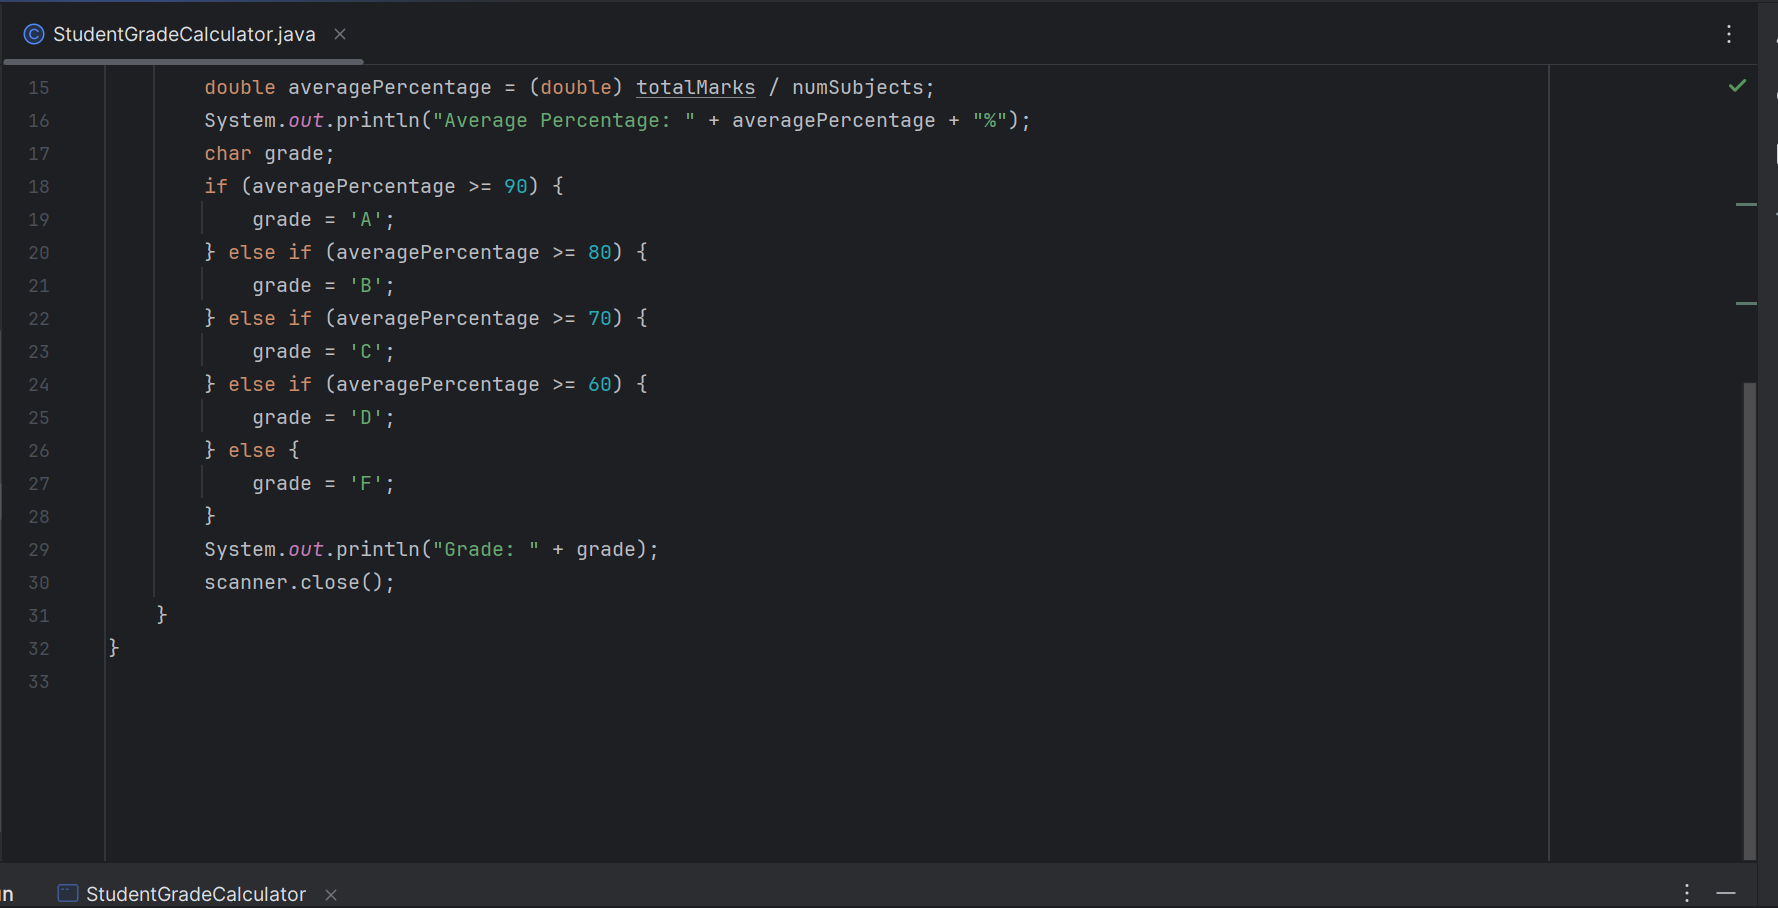 StudentGradeCalculator.java
15 double averagePercentage = (double) totalMarks / numSubjects;
16 System.out.println("Average Percentage: " + averagePercentage + "%");
17 char grade;
18 if (averagePercentage >= 90) {
19 grade = 'A';
20 } else if (averagePercentage >= 80) {
21 grade = 'B';
22 } else if (averagePercentage >= 70) {
23 grade = 'C';
24 } else if (averagePercentage >= 60) {
25 grade = 'D';
26 } else {
27 grade = 'F';
28 }
29 System.out.println("Grade: " + grade);
30 scanner.close();
31 }
32 }
33
StudentGradeCalculator